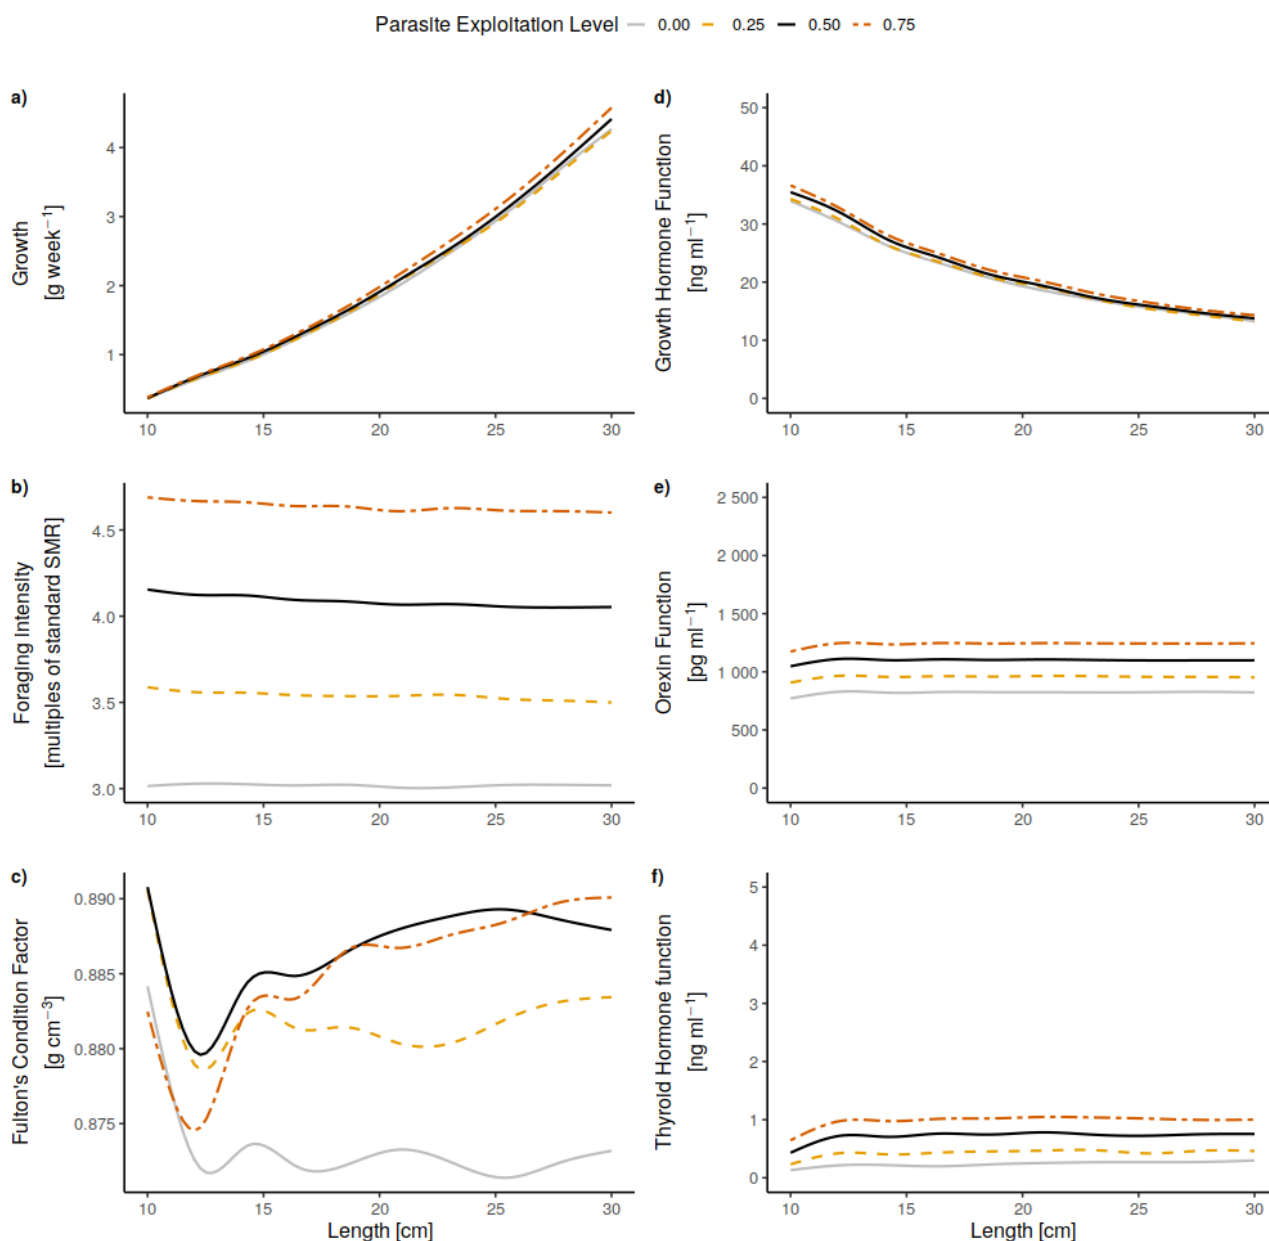 Parasite Exploitation Level 0.00 0.25 0.50 0.75
a)
Growth
[g week⁻¹]
4
3
2
1
10 15 20 25 30
d)
Growth Hormone Function
[ng ml⁻¹]
50
40
30
20
10
0
10 15 20 25 30
b)
Foraging Intensity
[multiples of standard SMR]
4.5
4.0
3.5
3.0
10 15 20 25 30
e)
Orexin Function
[pg ml⁻¹]
2 500
2 000
1 500
1 000
500
0
10 15 20 25 30
c)
Fulton's Condition Factor
[g cm⁻³]
0.890
0.885
0.880
0.875
10 15 20 25 30
Length [cm]
f)
Thyroid Hormone function
[ng ml⁻¹]
5
4
3
2
1
0
10 15 20 25 30
Length [cm]